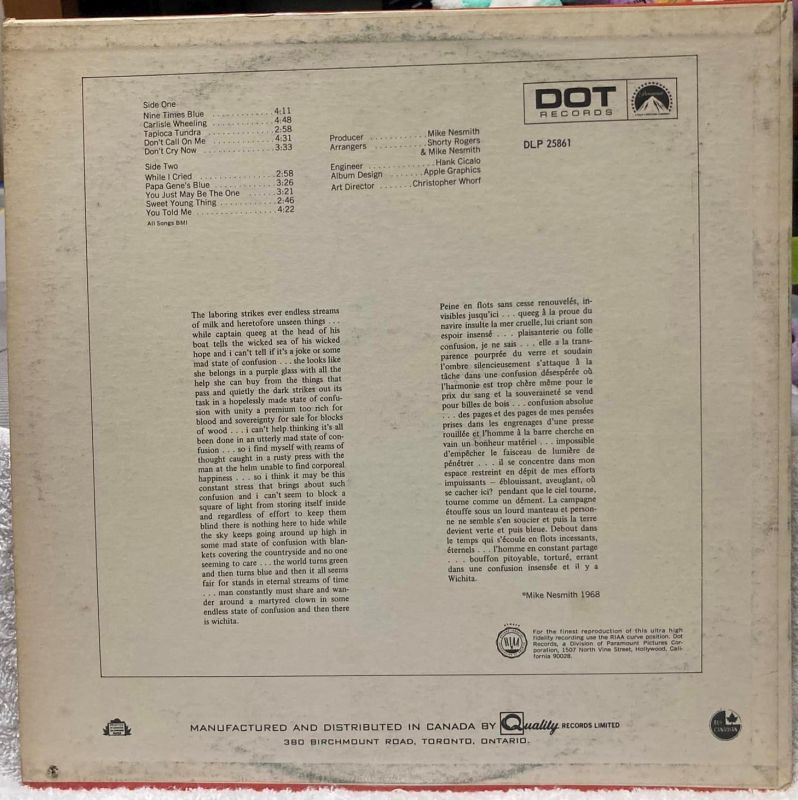 Side One
Nine Times Blue . . . . . . . . . . . . 4:11
Carlisle Wheeling . . . . . . . . . . . 4:48
Tapioca Tundra . . . . . . . . . . . . 2:58
Don't Call On Me . . . . . . . . . . . 4:31
Don't Cry Now . . . . . . . . . . . . . 3:33
Side Two
While I Cried . . . . . . . . . . . . . . . 2:58
Papa Gene's Blue . . . . . . . . . . . 3:26
You Just May Be The One . . . . . . 3:21
Sweet Young Thing . . . . . . . . . . 2:46
You Told Me . . . . . . . . . . . . . . . 4:22
All Songs BMI
Producer . . . . . . . . . . Mike Nesmith
Arrangers . . . . . . . . . . Shorty Rogers
& Mike Nesmith
Engineer . . . . . . . . . . . . Hank Cicalo
Album Design . . . . . . . Apple Graphics
Art Director . . . . . . . Christopher Whorf
DOT
RECORDS
Paramount
DLP 25861
The laboring strikes ever endless streams
of milk and heretofore unseen things . . .
while captain queeg at the head of his
boat tells the wicked sea of his wicked
hope and i can't tell if it's a joke or some
mad state of confusion . . . she looks like
she belongs in a purple glass with all the
help she can buy from the things that
pass and quietly the dark strikes out its
task in a hopelessly made state of confu-
sion with unity a premium too rich for
blood and sovereignty for sale for blocks
of wood . . . i can't help thinking it's all
been done in an utterly mad state of con-
fusion . . . so i find myself with reams of
thought caught in a rusty press with the
man at the helm unable to find corporeal
happiness . . . so i think it may be this
constant stress that brings about such
confusion and i can't seem to block a
square of light from storing itself inside
and regardless of effort to keep them
blind there is nothing here to hide while
the sky keeps going around up high in
some mad state of confusion with blan-
kets covering the countryside and no one
seeming to care . . . the world turns green
and then turns blue and then it all seems
fair for stands in eternal streams of time
. . . man constantly must share and wan-
der around a martyred clown in some
endless state of confusion and then there
is wichita.
Peine en flots sans cesse renouvelés, in-
visibles jusqu'ici . . . queeg à la proue du
navire insulte la mer cruelle, lui criant son
espoir insensé . . . . plaisanterie ou folle
confusion, je ne sais . . . elle a la trans-
parence pourprée du verre et soudain
l'ombre silencieusement s'attaque à la
tâche dans une confusion désespérée où
l'harmonie est trop chère même pour le
prix du sang et la souveraineté se vend
pour billes de bois . . . confusion absolue
. . . des pages et des pages de mes pensées
prises dans les engrenages d'une presse
rouillée et l'homme à la barre cherche en
vain un bonheur matériel . . . impossible
d'empêcher le faisceau de lumière de
pénétrer . . . il se concentre dans mon
espace restreint en dépit de mes efforts
impuissants — éblouissant, aveuglant, où
se cacher ici? pendant que le ciel tourne,
tourne comme un dément. La campagne
étouffe sous un lourd manteau et person-
ne ne semble s'en soucier et puis la terre
devient verte et puis bleue. Debout dans
le temps qui s'écoule en flots incessants,
éternels . . . l'homme en constant partage
. . . bouffon pitoyable, torturé, errant
dans une confusion insensée et il y a
Wichita.
©Mike Nesmith 1968
RIAA
For the finest reproduction of this ultra high
fidelity recording use the RIAA curve position. Dot
Records, a Division of Paramount Pictures Cor-
poration, 1507 North Vine Street, Hollywood, Cali-
fornia 90028.
MANUFACTURED AND DISTRIBUTED IN CANADA BY Quality RECORDS LIMITED
380 BIRCHMOUNT ROAD, TORONTO, ONTARIO.
BUY
CANADIAN